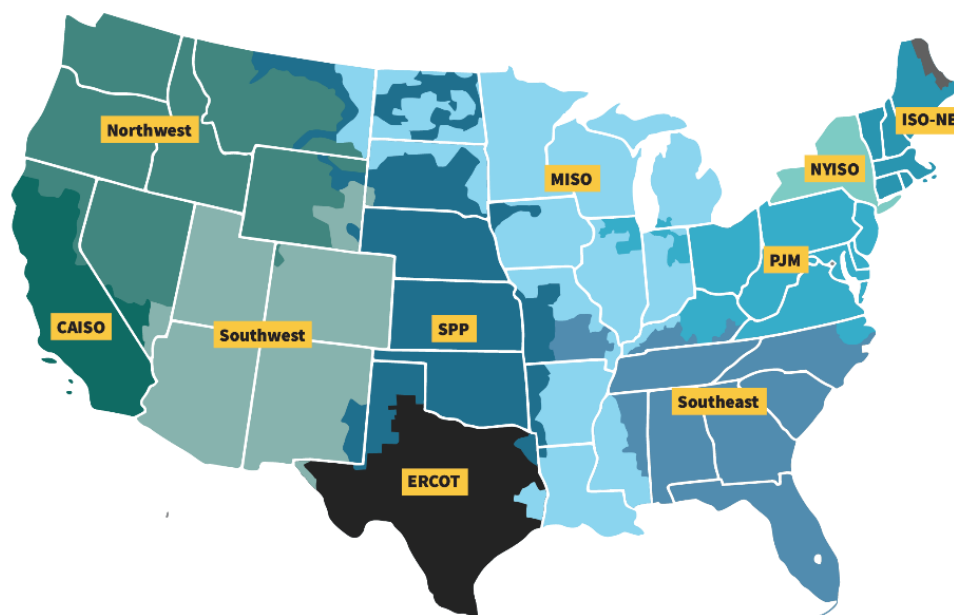 Northwest
ISO-NE
MISO
NYISO
PJM
CAISO
Southwest
SPP
Southeast
ERCOT